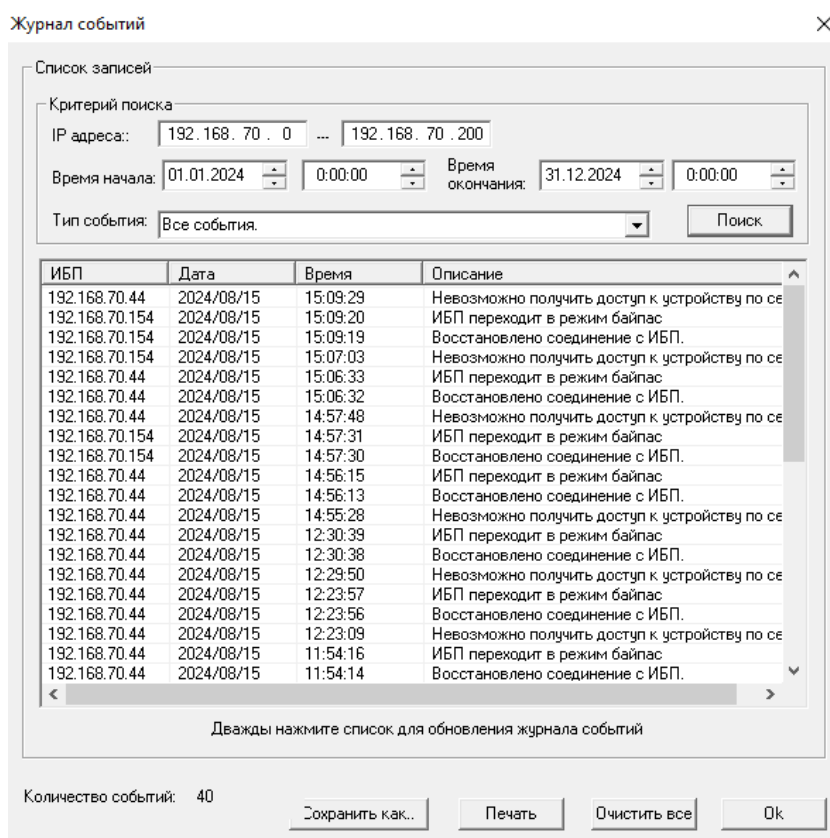 Журнал событий
Список записей
Критерий поиска
IP адреса:: 192.168. 70 . 0 ... 192.168. 70 .200
Время начала: 01.01.2024 0:00:00 Время окончания: 31.12.2024 0:00:00
Тип события: Все события. Поиск
ИБП Дата Время Описание
192.168.70.44 2024/08/15 15:09:29 Невозможно получить доступ к устройству по се
192.168.70.154 2024/08/15 15:09:20 ИБП переходит в режим байпас
192.168.70.154 2024/08/15 15:09:19 Восстановлено соединение с ИБП.
192.168.70.154 2024/08/15 15:07:03 Невозможно получить доступ к устройству по се
192.168.70.44 2024/08/15 15:06:33 ИБП переходит в режим байпас
192.168.70.44 2024/08/15 15:06:32 Восстановлено соединение с ИБП.
192.168.70.44 2024/08/15 14:57:48 Невозможно получить доступ к устройству по се
192.168.70.154 2024/08/15 14:57:31 ИБП переходит в режим байпас
192.168.70.154 2024/08/15 14:57:30 Восстановлено соединение с ИБП.
192.168.70.44 2024/08/15 14:56:15 ИБП переходит в режим байпас
192.168.70.44 2024/08/15 14:56:13 Восстановлено соединение с ИБП.
192.168.70.44 2024/08/15 14:55:28 Невозможно получить доступ к устройству по се
192.168.70.44 2024/08/15 12:30:39 ИБП переходит в режим байпас
192.168.70.44 2024/08/15 12:30:38 Восстановлено соединение с ИБП.
192.168.70.44 2024/08/15 12:29:50 Невозможно получить доступ к устройству по се
192.168.70.44 2024/08/15 12:23:57 ИБП переходит в режим байпас
192.168.70.44 2024/08/15 12:23:56 Восстановлено соединение с ИБП.
192.168.70.44 2024/08/15 12:23:09 Невозможно получить доступ к устройству по се
192.168.70.44 2024/08/15 11:54:16 ИБП переходит в режим байпас
192.168.70.44 2024/08/15 11:54:14 Восстановлено соединение с ИБП.
Дважды нажмите список для обновления журнала событий
Количество событий: 40
Сохранить как.. Печать Очистить все Ok